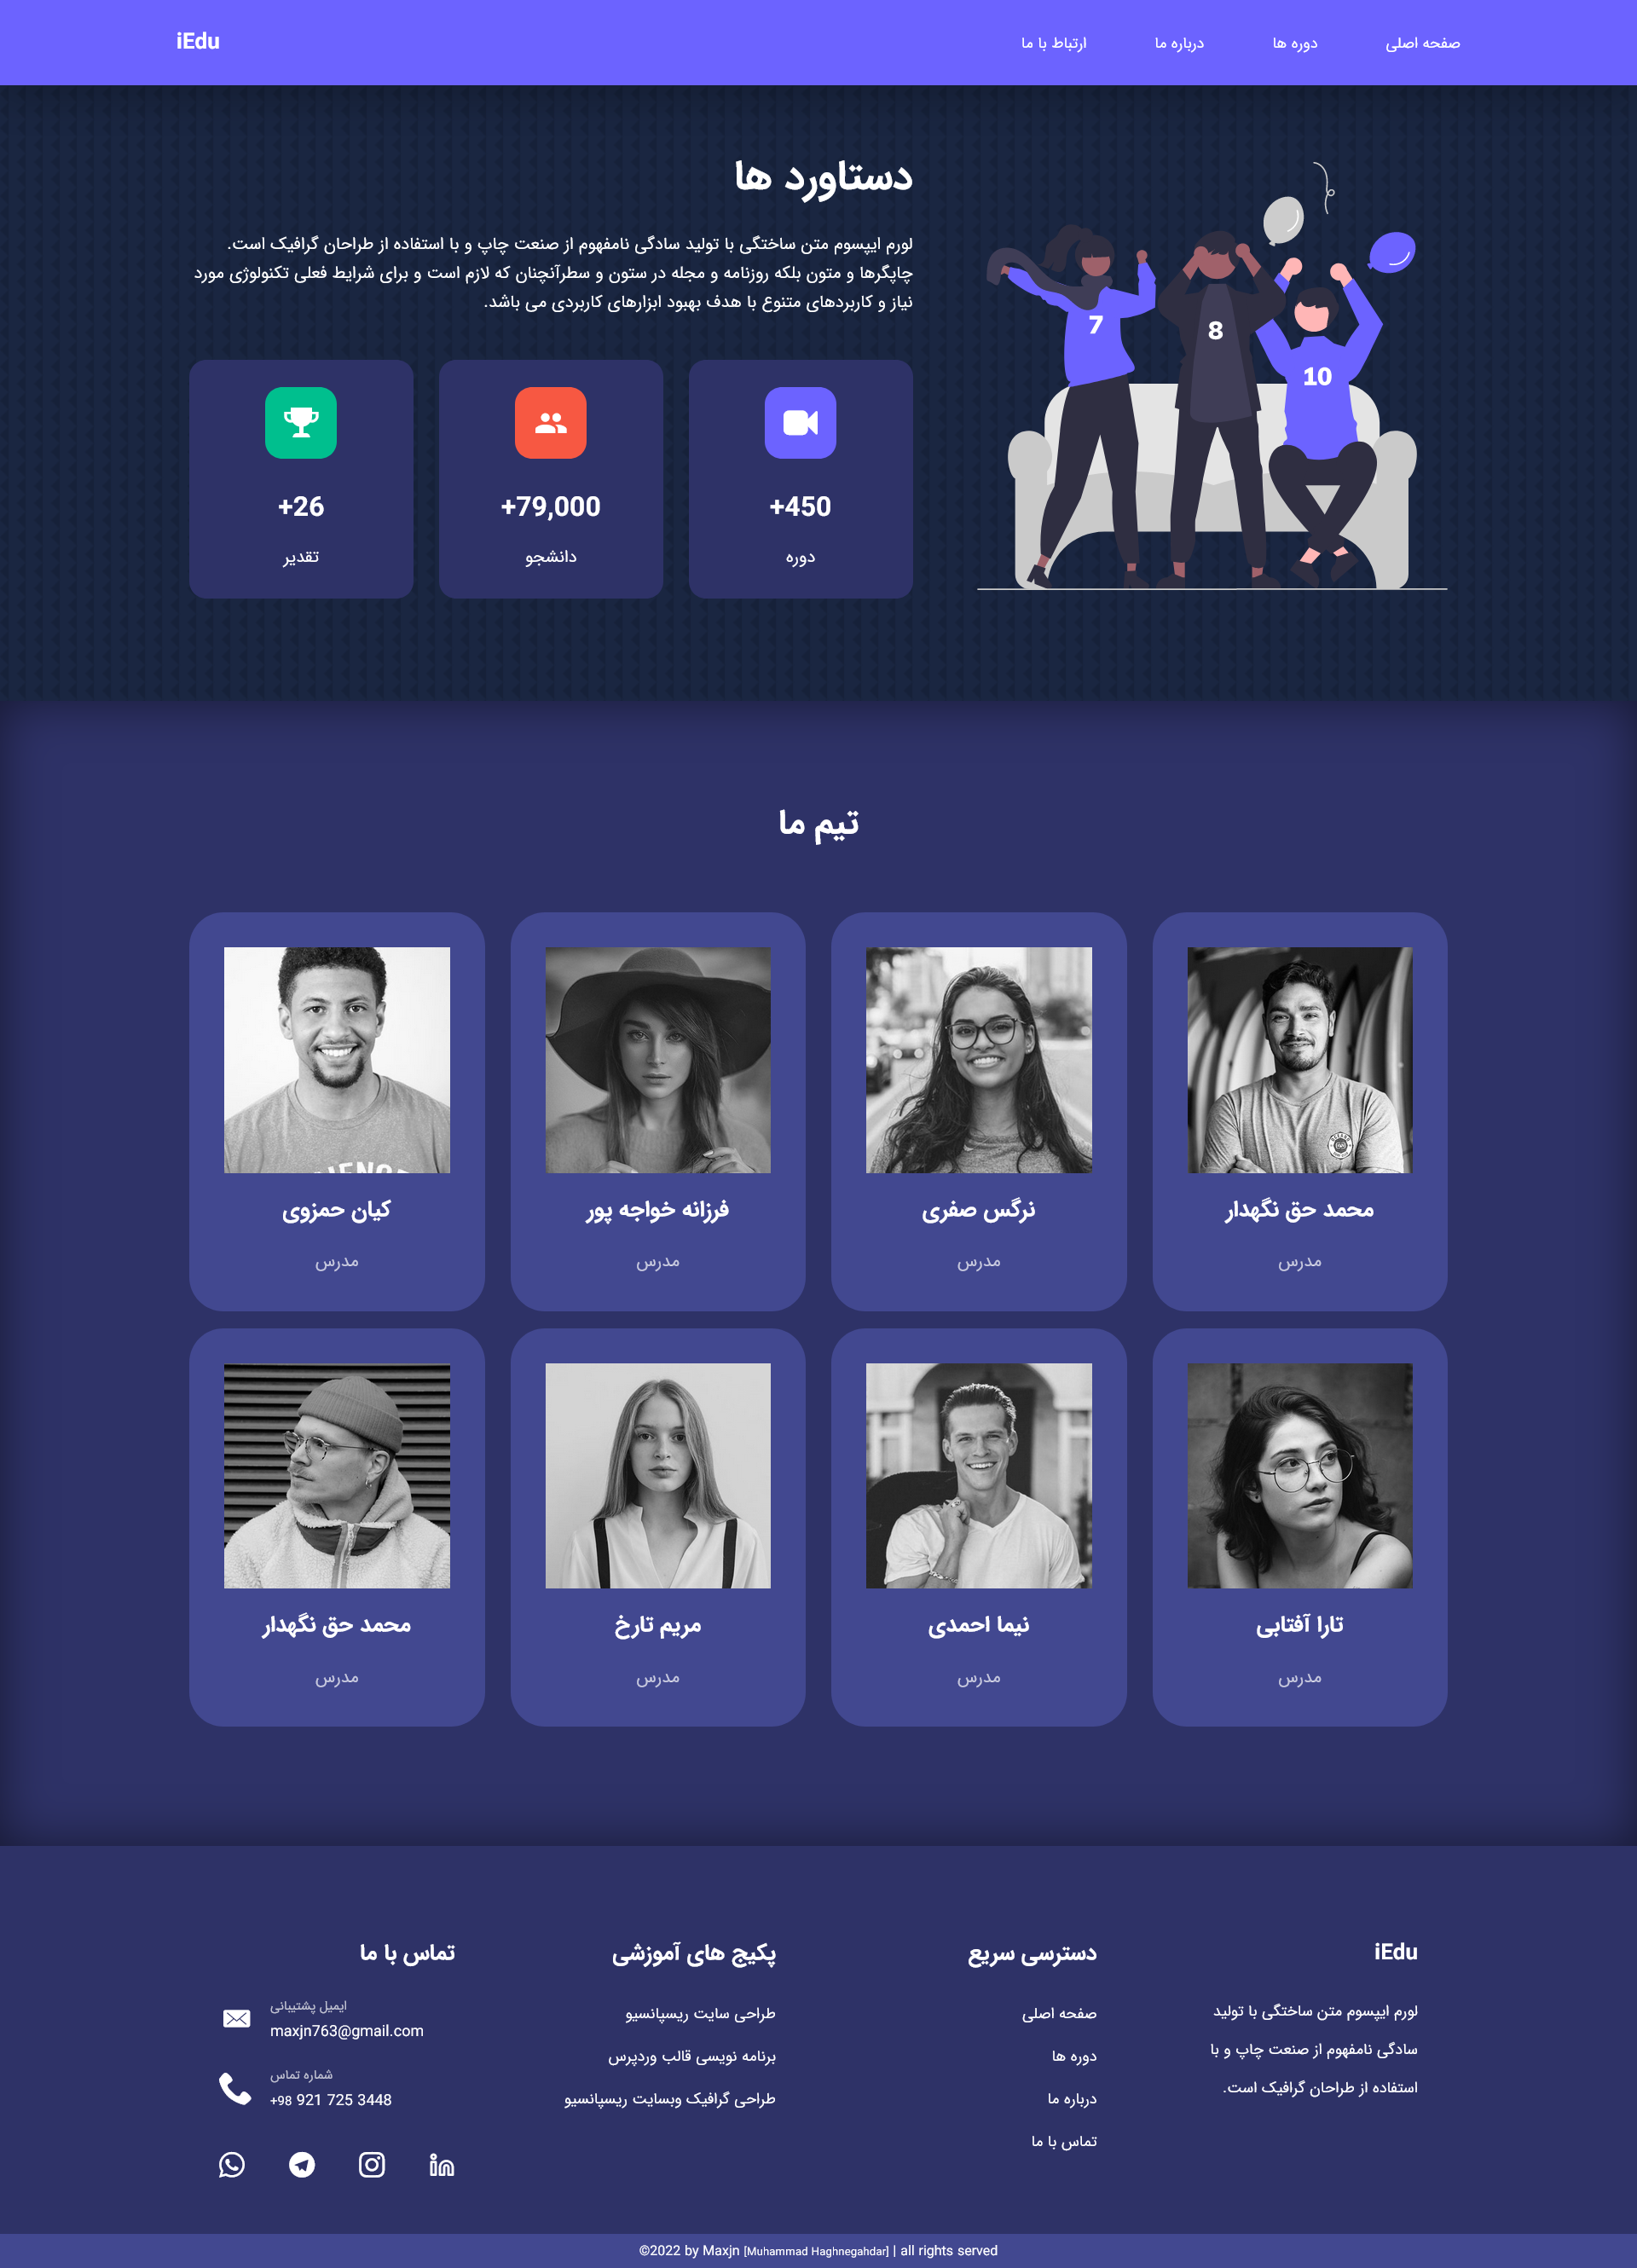 صفحه اصلی
دوره ها
درباره ما
ارتباط با ما
iEdu
7
8
10
دستاورد ها
لورم ایپسوم متن ساختگی با تولید سادگی نامفهوم از صنعت چاپ و با استفاده از طراحان گرافیک است.
چاپگرها و متون بلکه روزنامه و مجله در ستون و سطرآنچنان که لازم است و برای شرایط فعلی تکنولوژی مورد
نیاز و کاربردهای متنوع با هدف بهبود ابزارهای کاربردی می باشد.
+450
دوره
+79,000
دانشجو
+26
تقدیر
تیم ما
محمد حق نگهدار
مدرس
نرگس صفری
مدرس
فرزانه خواجه پور
مدرس
کیان حمزوی
مدرس
تارا آفتابی
مدرس
نیما احمدی
مدرس
مریم تارخ
مدرس
محمد حق نگهدار
مدرس
iEdu
لورم ایپسوم متن ساختگی با تولید
سادگی نامفهوم از صنعت چاپ و با
استفاده از طراحان گرافیک است.
دسترسی سریع
صفحه اصلی
دوره ها
درباره ما
تماس با ما
پکیج های آموزشی
طراحی سایت ریسپانسیو
برنامه نویسی قالب وردپرس
طراحی گرافیک وبسایت ریسپانسیو
تماس با ما
ایمیل پشتیبانی
maxjn763@gmail.com
شماره تماس
+98 921 725 3448
©2022 by Maxjn [Muhammad Haghnegahdar] | all rights served